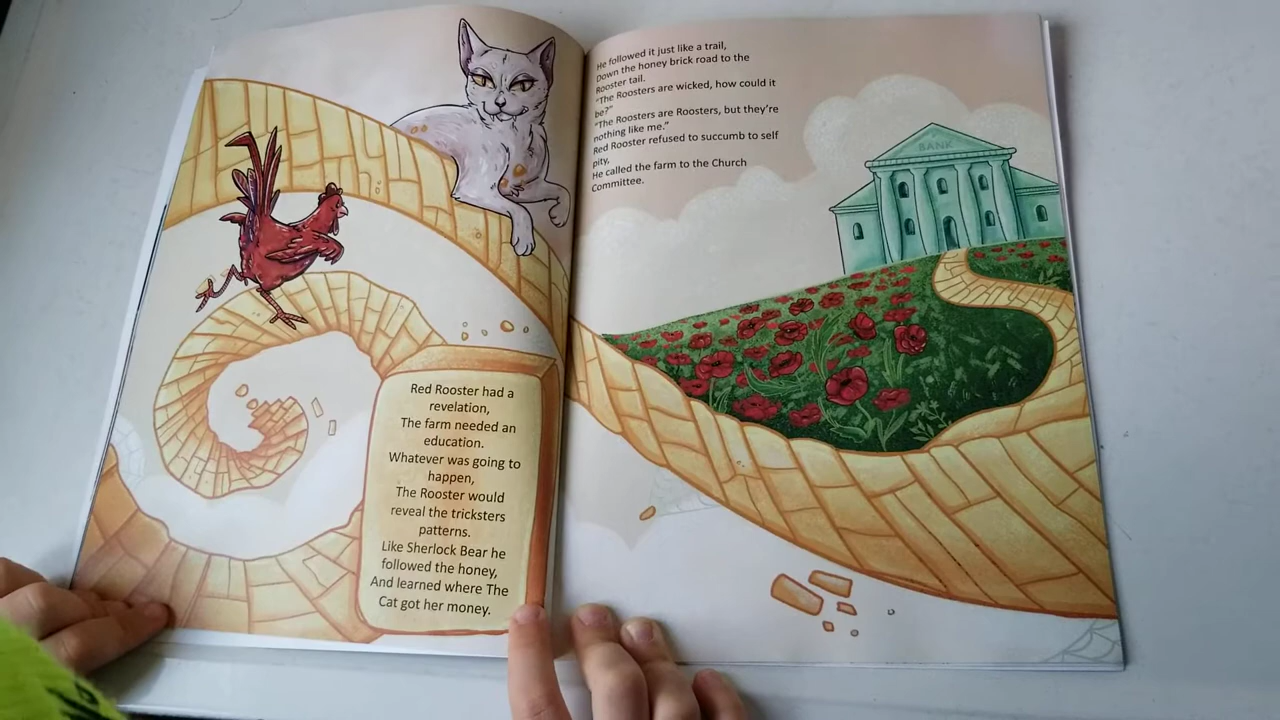 Red Rooster had a
revelation,
The farm needed an
education.
Whatever was going to
happen,
The Rooster would
reveal the tricksters
patterns.
Like Sherlock Bear he
followed the honey,
And learned where The
Cat got her money.
He followed it just like a trail,
Down the honey brick road to the
Rooster tail.
"The Roosters are wicked, how could it
be?"
"The Roosters are Roosters, but they're
nothing like me."
Red Rooster refused to succumb to self
pity,
He called the farm to the Church
Committee.
BANK